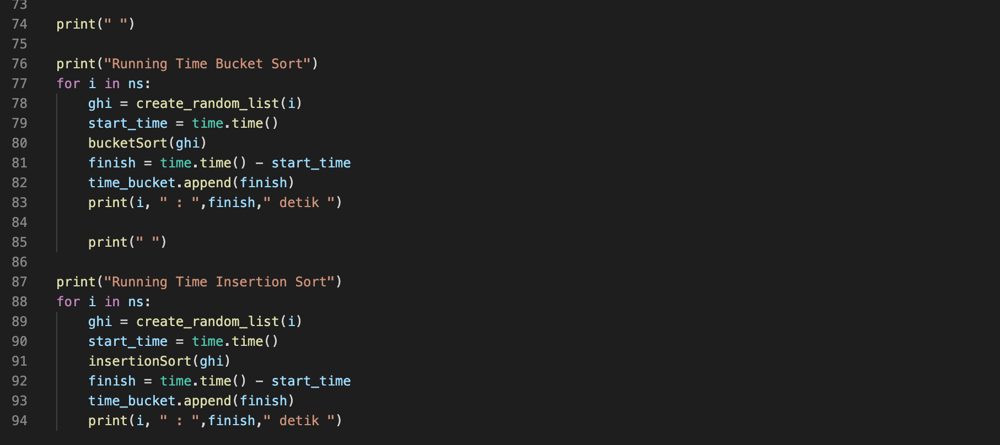 73
74 print(" ")
75
76 print("Running Time Bucket Sort")
77 for i in ns:
78     ghi = create_random_list(i)
79     start_time = time.time()
80     bucketSort(ghi)
81     finish = time.time() - start_time
82     time_bucket.append(finish)
83     print(i, " : ",finish," detik ")
84
85     print(" ")
86
87 print("Running Time Insertion Sort")
88 for i in ns:
89     ghi = create_random_list(i)
90     start_time = time.time()
91     insertionSort(ghi)
92     finish = time.time() - start_time
93     time_bucket.append(finish)
94     print(i, " : ",finish," detik ")